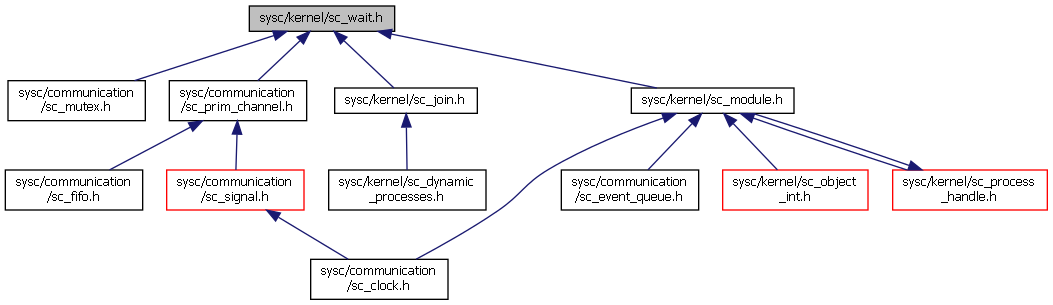 sysc/kernel/sc_wait.h
sysc/communication
/sc_mutex.h
sysc/communication
/sc_prim_channel.h
sysc/kernel/sc_join.h
sysc/kernel/sc_module.h
sysc/communication
/sc_fifo.h
sysc/communication
/sc_signal.h
sysc/kernel/sc_dynamic
_processes.h
sysc/communication
/sc_event_queue.h
sysc/kernel/sc_object
_int.h
sysc/kernel/sc_process
_handle.h
sysc/communication
/sc_clock.h